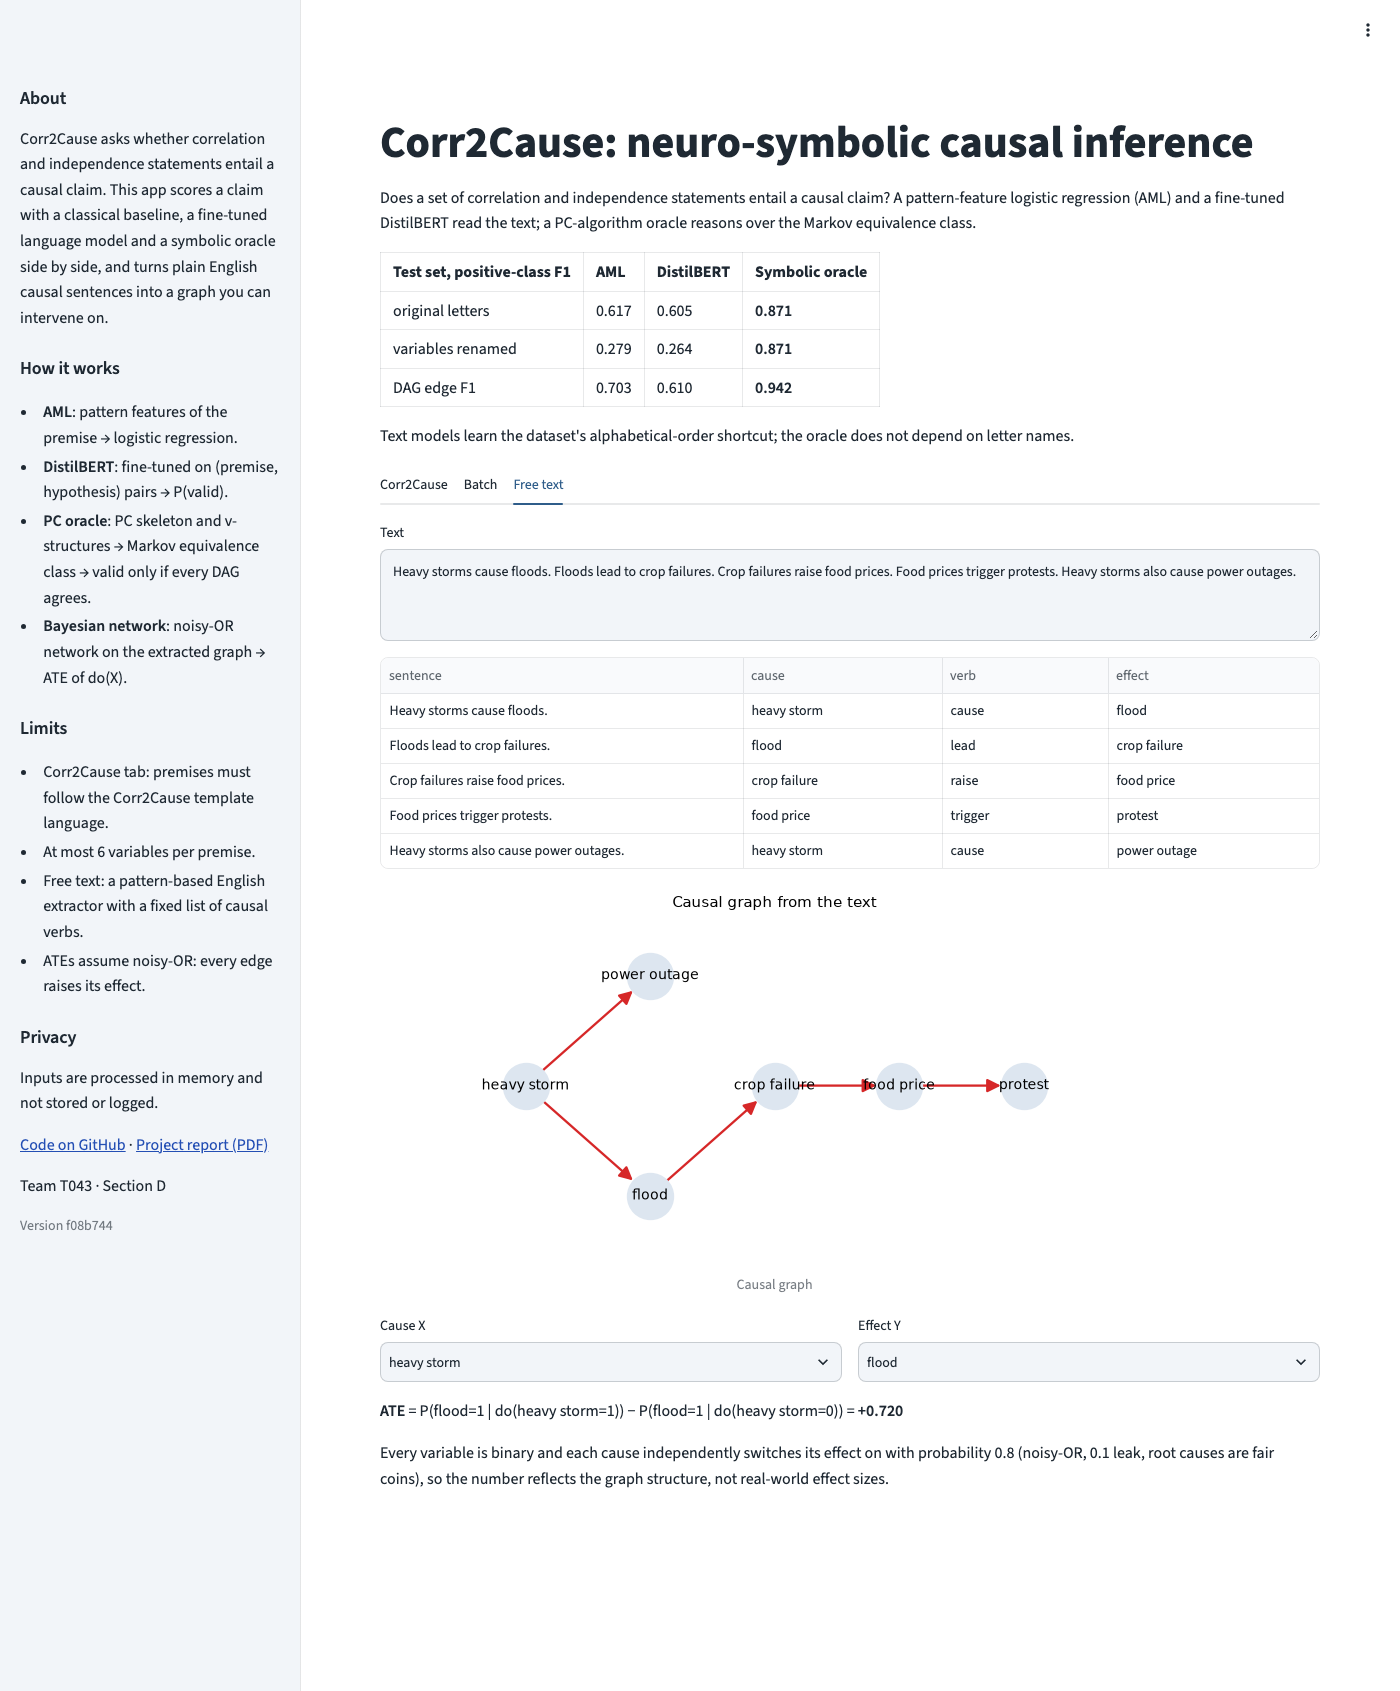 About
Corr2Cause asks whether correlation
and independence statements entail a
causal claim. This app scores a claim
with a classical baseline, a fine-tuned
language model and a symbolic oracle
side by side, and turns plain English
causal sentences into a graph you can
intervene on.
How it works
• AML: pattern features of the
premise → logistic regression.
• DistilBERT: fine-tuned on (premise,
hypothesis) pairs → P(valid).
• PC oracle: PC skeleton and v-
structures → Markov equivalence
class → valid only if every DAG
agrees.
• Bayesian network: noisy-OR
network on the extracted graph →
ATE of do(X).
Limits
• Corr2Cause tab: premises must
follow the Corr2Cause template
language.
• At most 6 variables per premise.
• Free text: a pattern-based English
extractor with a fixed list of causal
verbs.
• ATEs assume noisy-OR: every edge
raises its effect.
Privacy
Inputs are processed in memory and
not stored or logged.
Code on GitHub · Project report (PDF)
Team T043 · Section D
Version f08b744
Corr2Cause: neuro-symbolic causal inference
Does a set of correlation and independence statements entail a causal claim? A pattern-feature logistic regression (AML) and a fine-tuned
DistilBERT read the text; a PC-algorithm oracle reasons over the Markov equivalence class.
Test set, positive-class F1 AML DistilBERT Symbolic oracle
original letters 0.617 0.605 0.871
variables renamed 0.279 0.264 0.871
DAG edge F1 0.703 0.610 0.942
Text models learn the dataset's alphabetical-order shortcut; the oracle does not depend on letter names.
Corr2Cause Batch Free text
Text
Heavy storms cause floods. Floods lead to crop failures. Crop failures raise food prices. Food prices trigger protests. Heavy storms also cause power outages.
sentence cause verb effect
Heavy storms cause floods. heavy storm cause flood
Floods lead to crop failures. flood lead crop failure
Crop failures raise food prices. crop failure raise food price
Food prices trigger protests. food price trigger protest
Heavy storms also cause power outages. heavy storm cause power outage
Causal graph from the text
power outage
heavy storm crop failure food price protest
flood
Causal graph
Cause X Effect Y
heavy storm flood
ATE = P(flood=1 | do(heavy storm=1)) − P(flood=1 | do(heavy storm=0)) = +0.720
Every variable is binary and each cause independently switches its effect on with probability 0.8 (noisy-OR, 0.1 leak, root causes are fair
coins), so the number reflects the graph structure, not real-world effect sizes.